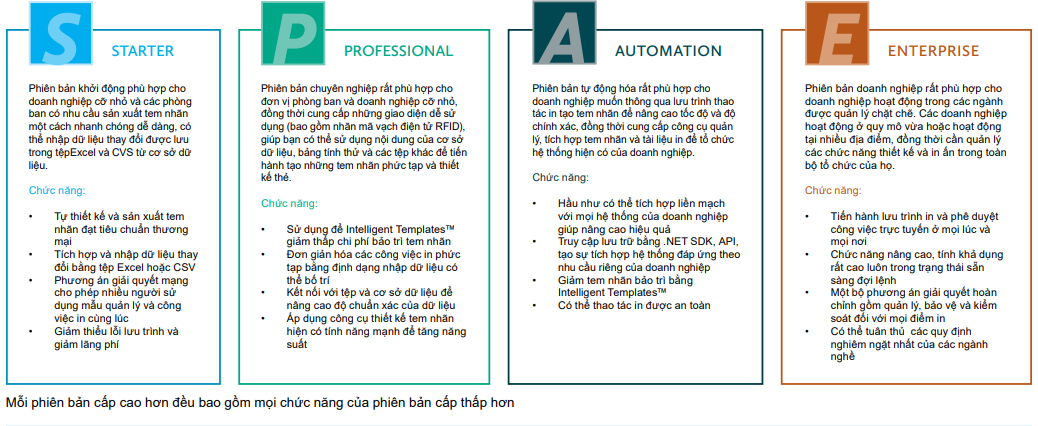 S STARTER
Phiên bản khởi động phù hợp cho
doanh nghiệp cỡ nhỏ và các phòng
ban có nhu cầu sản xuất tem nhãn
một cách nhanh chóng dễ dàng, có
thể nhập dữ liệu thay đổi được lưu
trong tệpExcel và CVS từ cơ sở dữ
liệu.
Chức năng:
• Tự thiết kế và sản xuất tem
nhãn đạt tiêu chuẩn thương
mại
• Tích hợp và nhập dữ liệu thay
đổi bằng tệp Excel hoặc CSV
• Phương án giải quyết mạng
cho phép nhiều người sử
dụng mẫu quản lý và công
việc in cùng lúc
• Giảm thiểu lỗi lưu trình và
giảm lãng phí
P PROFESSIONAL
Phiên bản chuyên nghiệp rất phù hợp cho
đơn vị phòng ban và doanh nghiệp cỡ nhỏ,
đồng thời cung cấp những giao diện dễ sử
dụng (bao gồm nhãn mã vạch điện tử RFID),
giúp bạn có thể sử dụng nội dung của cơ sở
dữ liệu, bảng tính thử và các tệp khác để tiến
hành tạo những tem nhãn phức tạp và thiết
kế thẻ.
Chức năng:
• Sử dụng để Intelligent Templates™
giảm thấp chi phí bảo trì tem nhãn
• Đơn giản hóa các công việc in phức
tạp bằng định dạng nhập dữ liệu có
thể bố trí
• Kết nối với tệp và cơ sở dữ liệu để
nâng cao độ chuẩn xác của dữ liệu
• Áp dụng công cụ thiết kế tem nhãn
hiện có tính năng mạnh để tăng năng
suất
A AUTOMATION
Phiên bản tự động hóa rất phù hợp cho
doanh nghiệp muốn thông qua lưu trình thao
tác in tạo tem nhãn để nâng cao tốc độ và độ
chính xác, đồng thời cung cấp công cụ quản
lý, tích hợp tem nhãn và tài liệu in để tổ chức
hệ thống hiện có của doanh nghiệp.
Chức năng:
• Hầu như có thể tích hợp liền mạch
với mọi hệ thống của doanh nghiệp
giúp nâng cao hiệu quả
• Truy cập lưu trữ bằng .NET SDK, API,
tạo sự tích hợp hệ thống đáp ứng theo
nhu cầu riêng của doanh nghiệp
• Giảm tem nhãn bảo trì bằng
Intelligent Templates™
• Có thể thao tác in được an toàn
E ENTERPRISE
Phiên bản doanh nghiệp rất phù hợp cho
doanh nghiệp hoạt động trong các ngành
được quản lý chặt chẽ. Các doanh nghiệp
hoạt động ở quy mô vừa hoặc hoạt động
tại nhiều địa điểm, đồng thời cần quản lý
các chức năng thiết kế và in ấn trong toàn
bộ tổ chức của họ.
Chức năng:
• Tiến hành lưu trình in và phê duyệt
công việc trực tuyến ở mọi lúc và
mọi nơi
• Chức năng nâng cao, tính khả dụng
rất cao luôn trong trạng thái sẵn
sàng đợi lệnh
• Một bộ phương án giải quyết hoàn
chỉnh gồm quản lý, bảo vệ và kiểm
soát đối với mọi điểm in
• Có thể tuân thủ các quy định
nghiêm ngặt nhất của các ngành
nghề
Mỗi phiên bản cấp cao hơn đều bao gồm mọi chức năng của phiên bản cấp thấp hơn